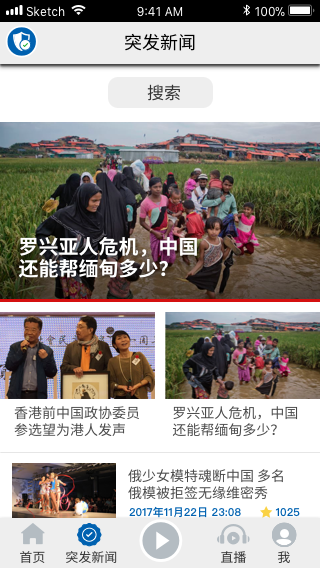 Sketch
9:41 AM
100%
突发新闻
搜索
罗兴亚人危机，中国
还能帮缅甸多少？
香港前中国政协委员
参选望为港人发声
罗兴亚人危机，中国
还能帮缅甸多少？
俄少女模特魂断中国 多名
俄模被拒签无缘维密秀
2017年11月22日 23:08
1025
首页
突发新闻
直播
我